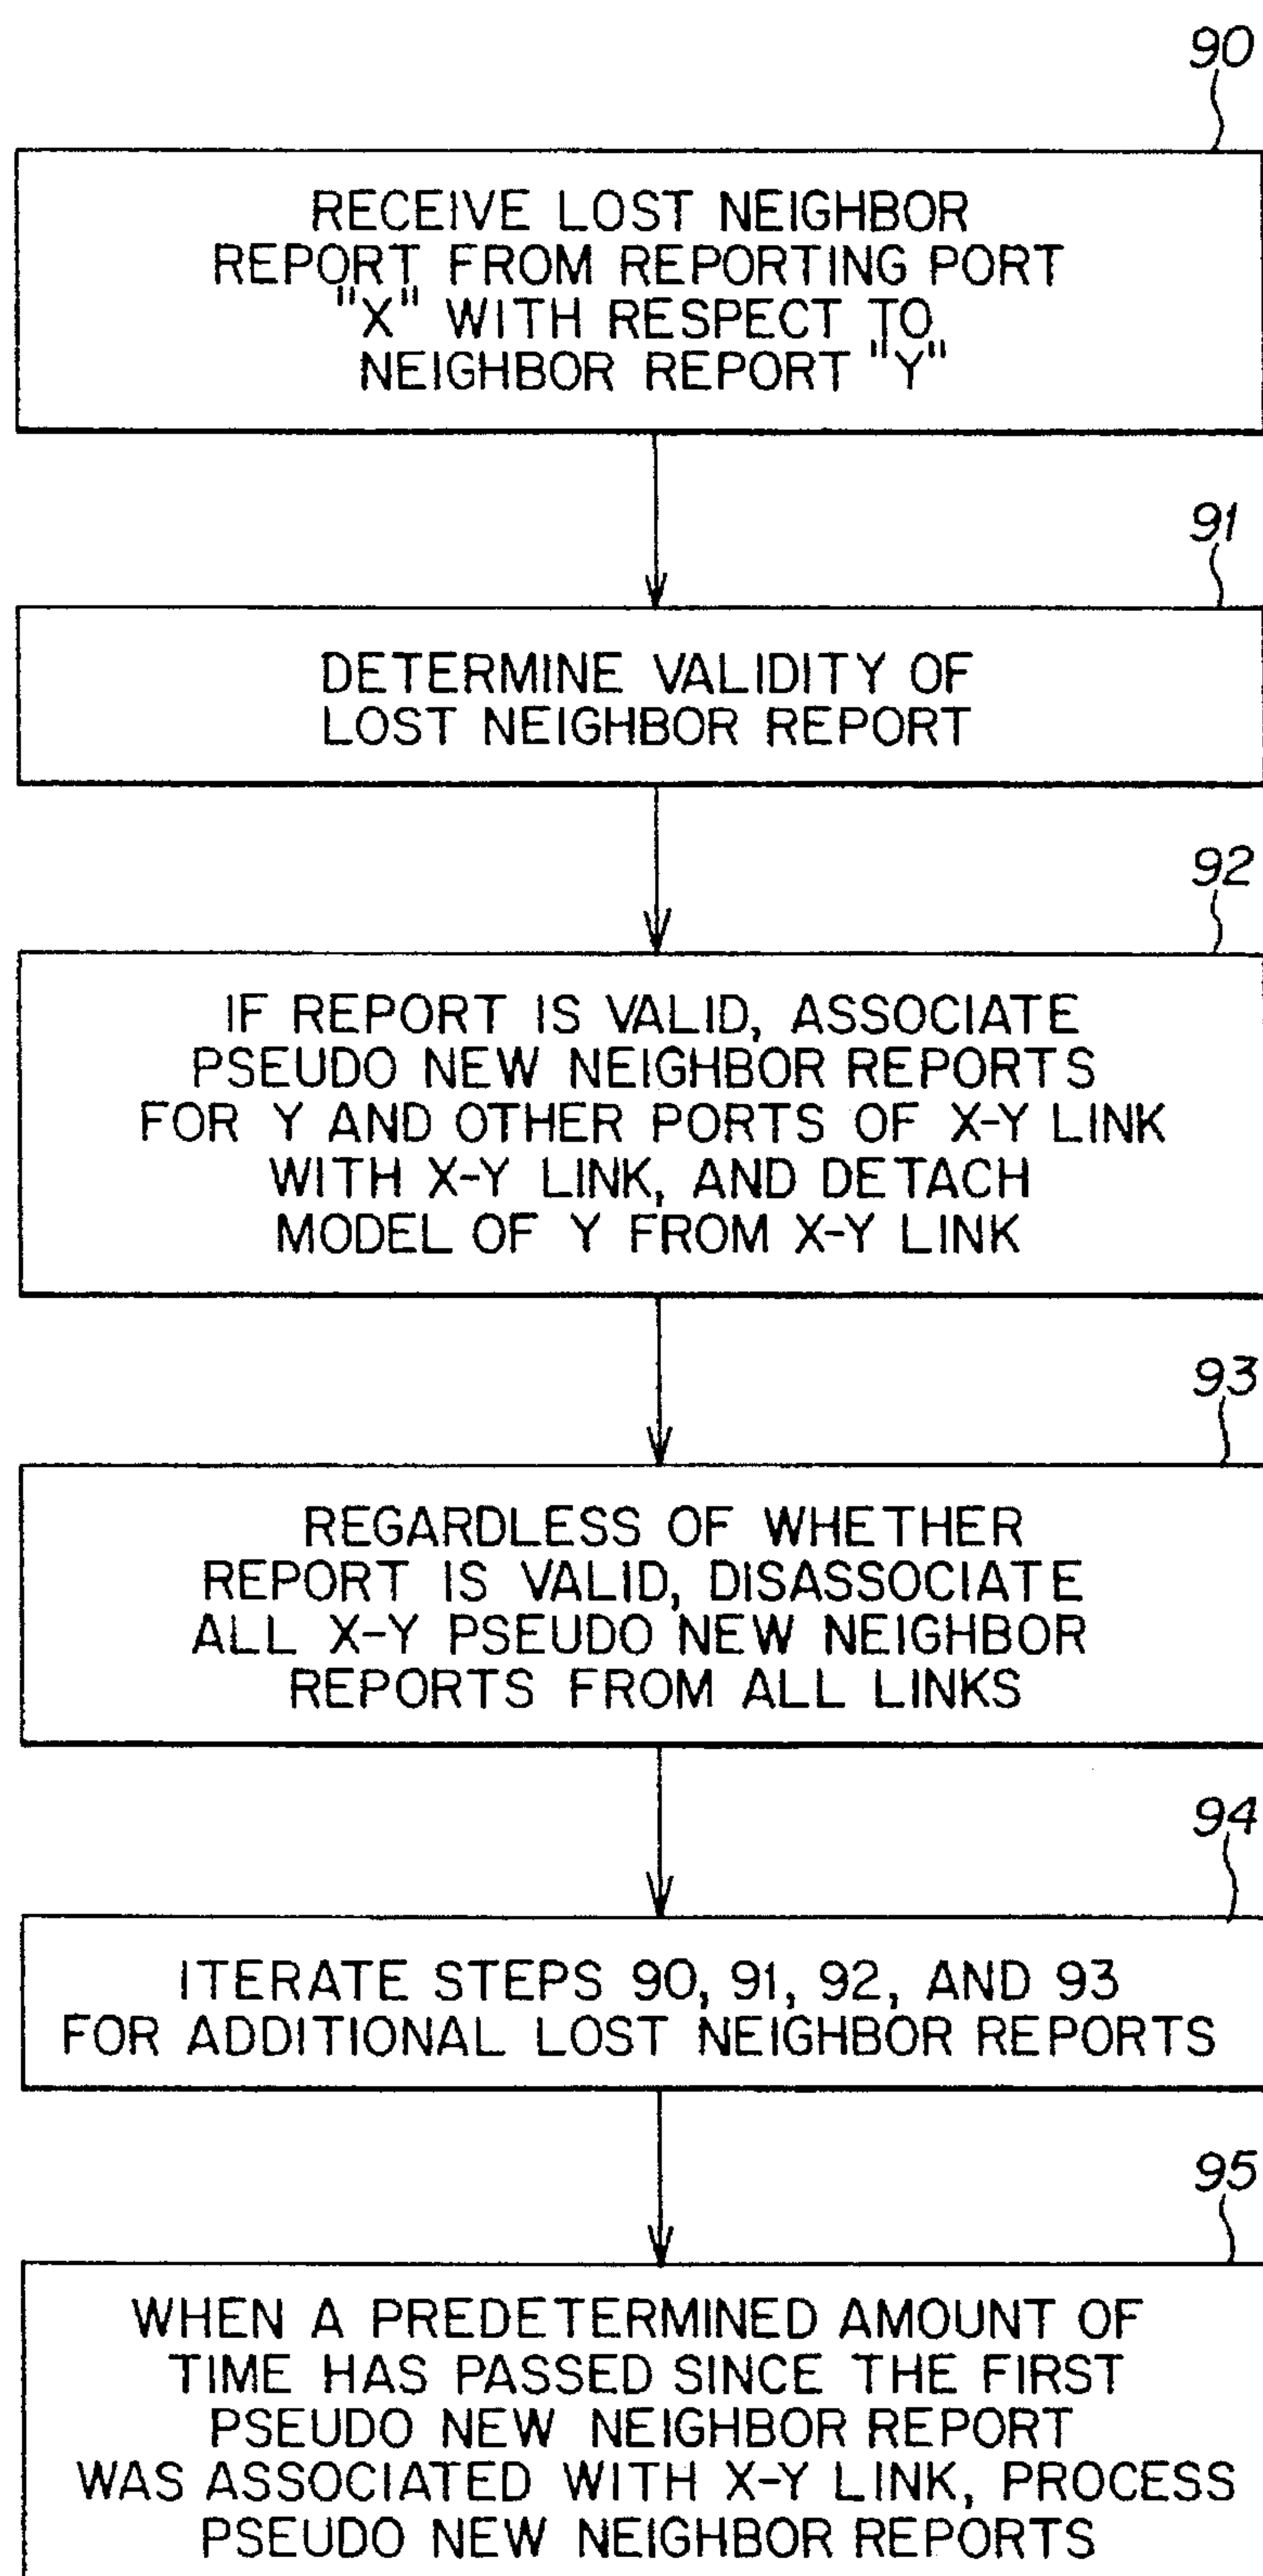 90
RECEIVE LOST NEIGHBOR
REPORT FROM REPORTING PORT
"X" WITH RESPECT TO
NEIGHBOR REPORT "Y"
91
DETERMINE VALIDITY OF
LOST NEIGHBOR REPORT
92
IF REPORT IS VALID, ASSOCIATE
PSEUDO NEW NEIGHBOR REPORTS
FOR Y AND OTHER PORTS OF X-Y LINK
WITH X-Y LINK, AND DETACH
MODEL OF Y FROM X-Y LINK
93
REGARDLESS OF WHETHER
REPORT IS VALID, DISASSOCIATE
ALL X-Y PSEUDO NEW NEIGHBOR
REPORTS FROM ALL LINKS
94
ITERATE STEPS 90, 91, 92, AND 93
FOR ADDITIONAL LOST NEIGHBOR REPORTS
95
WHEN A PREDETERMINED AMOUNT OF
TIME HAS PASSED SINCE THE FIRST
PSEUDO NEW NEIGHBOR REPORT
WAS ASSOCIATED WITH X-Y LINK, PROCESS
PSEUDO NEW NEIGHBOR REPORTS